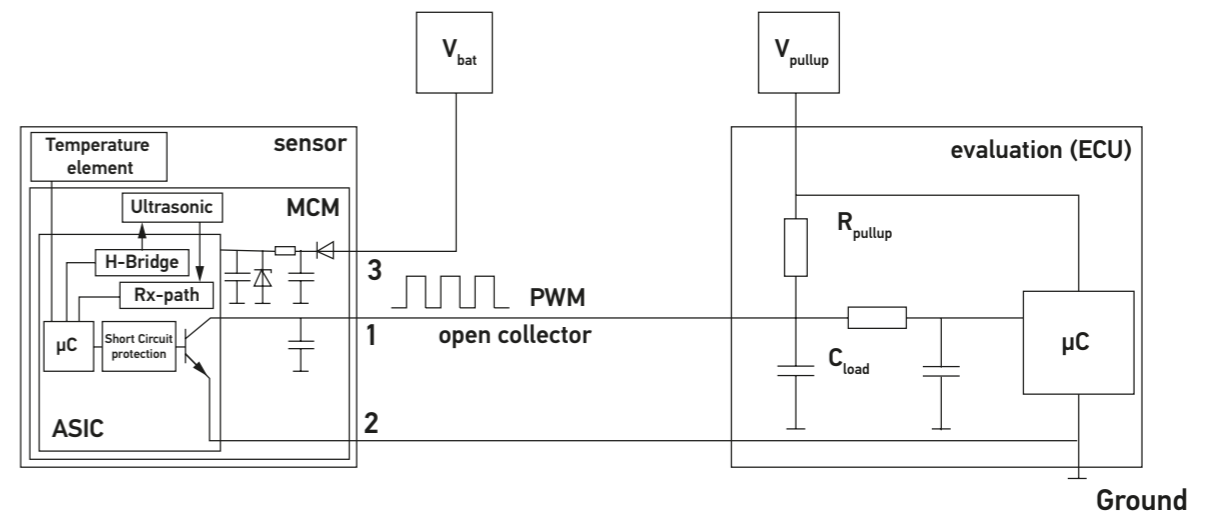 V_bat
V_pullup
sensor
evaluation (ECU)
Temperature
element
Ultrasonic
MCM
R_pullup
H-Bridge
3
Rx-path
PWM
1
open collector
µC
Short Circuit
protection
µC
C_load
2
ASIC
Ground